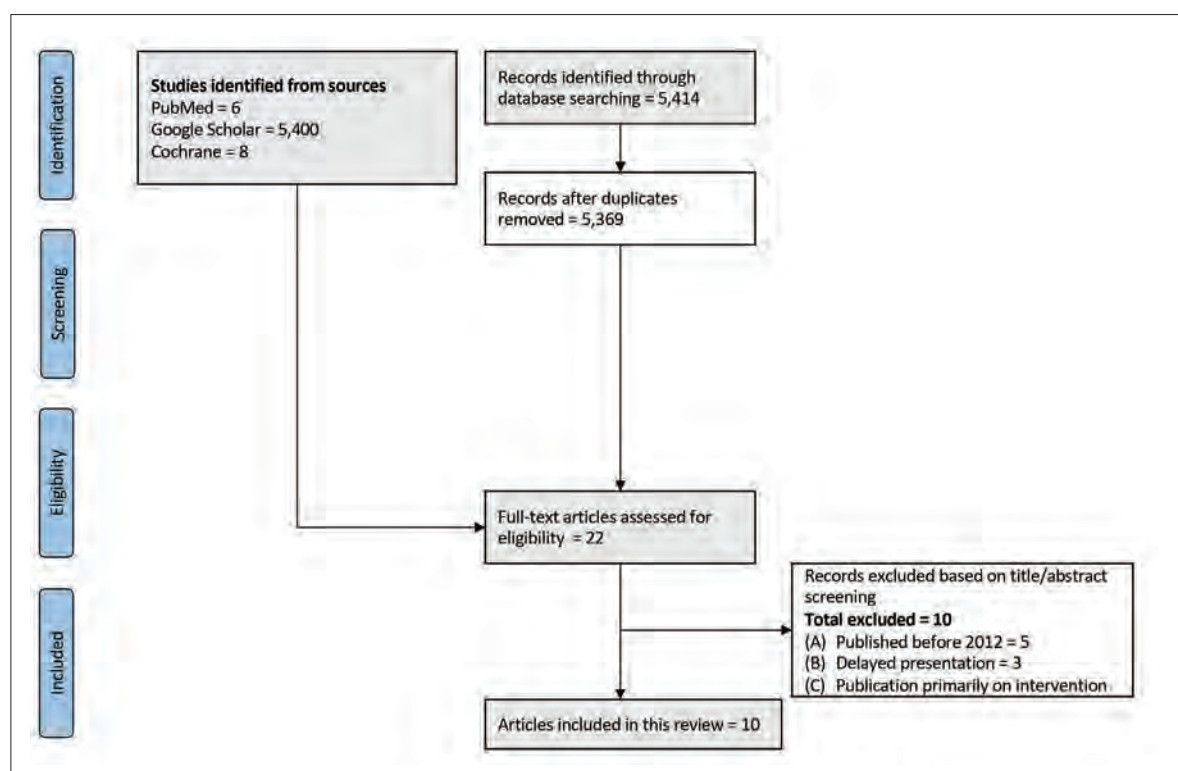 Identification
Studies identified from sources
PubMed = 6
Google Scholar = 5,400
Cochrane = 8
Records identified through
database searching = 5,414
Records after duplicates
removed = 5,369
Screening
Eligibility
Full-text articles assessed for
eligibility = 22
Included
Records excluded based on title/abstract
screening
Total excluded = 10
(A) Published before 2012 = 5
(B) Delayed presentation = 3
(C) Publication primarily on intervention
Articles included in this review = 10